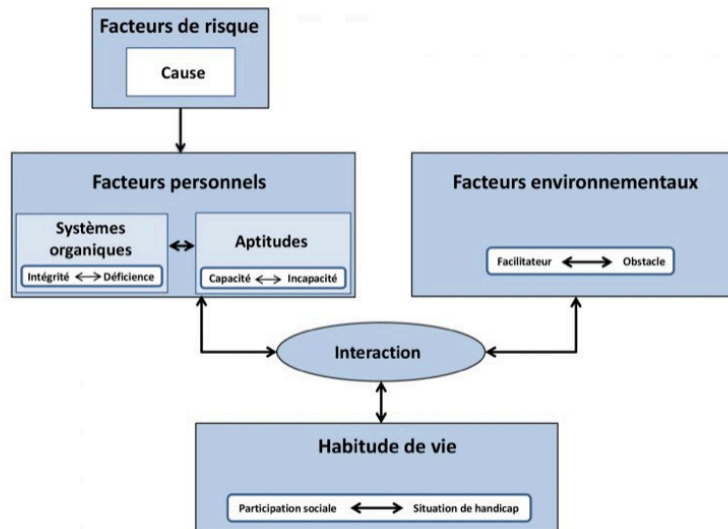 Facteurs de risque
Cause
Facteurs personnels
Systèmes
organiques
Intégrité Déficience
Aptitudes
Capacité Incapacité
Facteurs environnementaux
Facilitateur Obstacle
Interaction
Habitude de vie
Participation sociale Situation de handicap